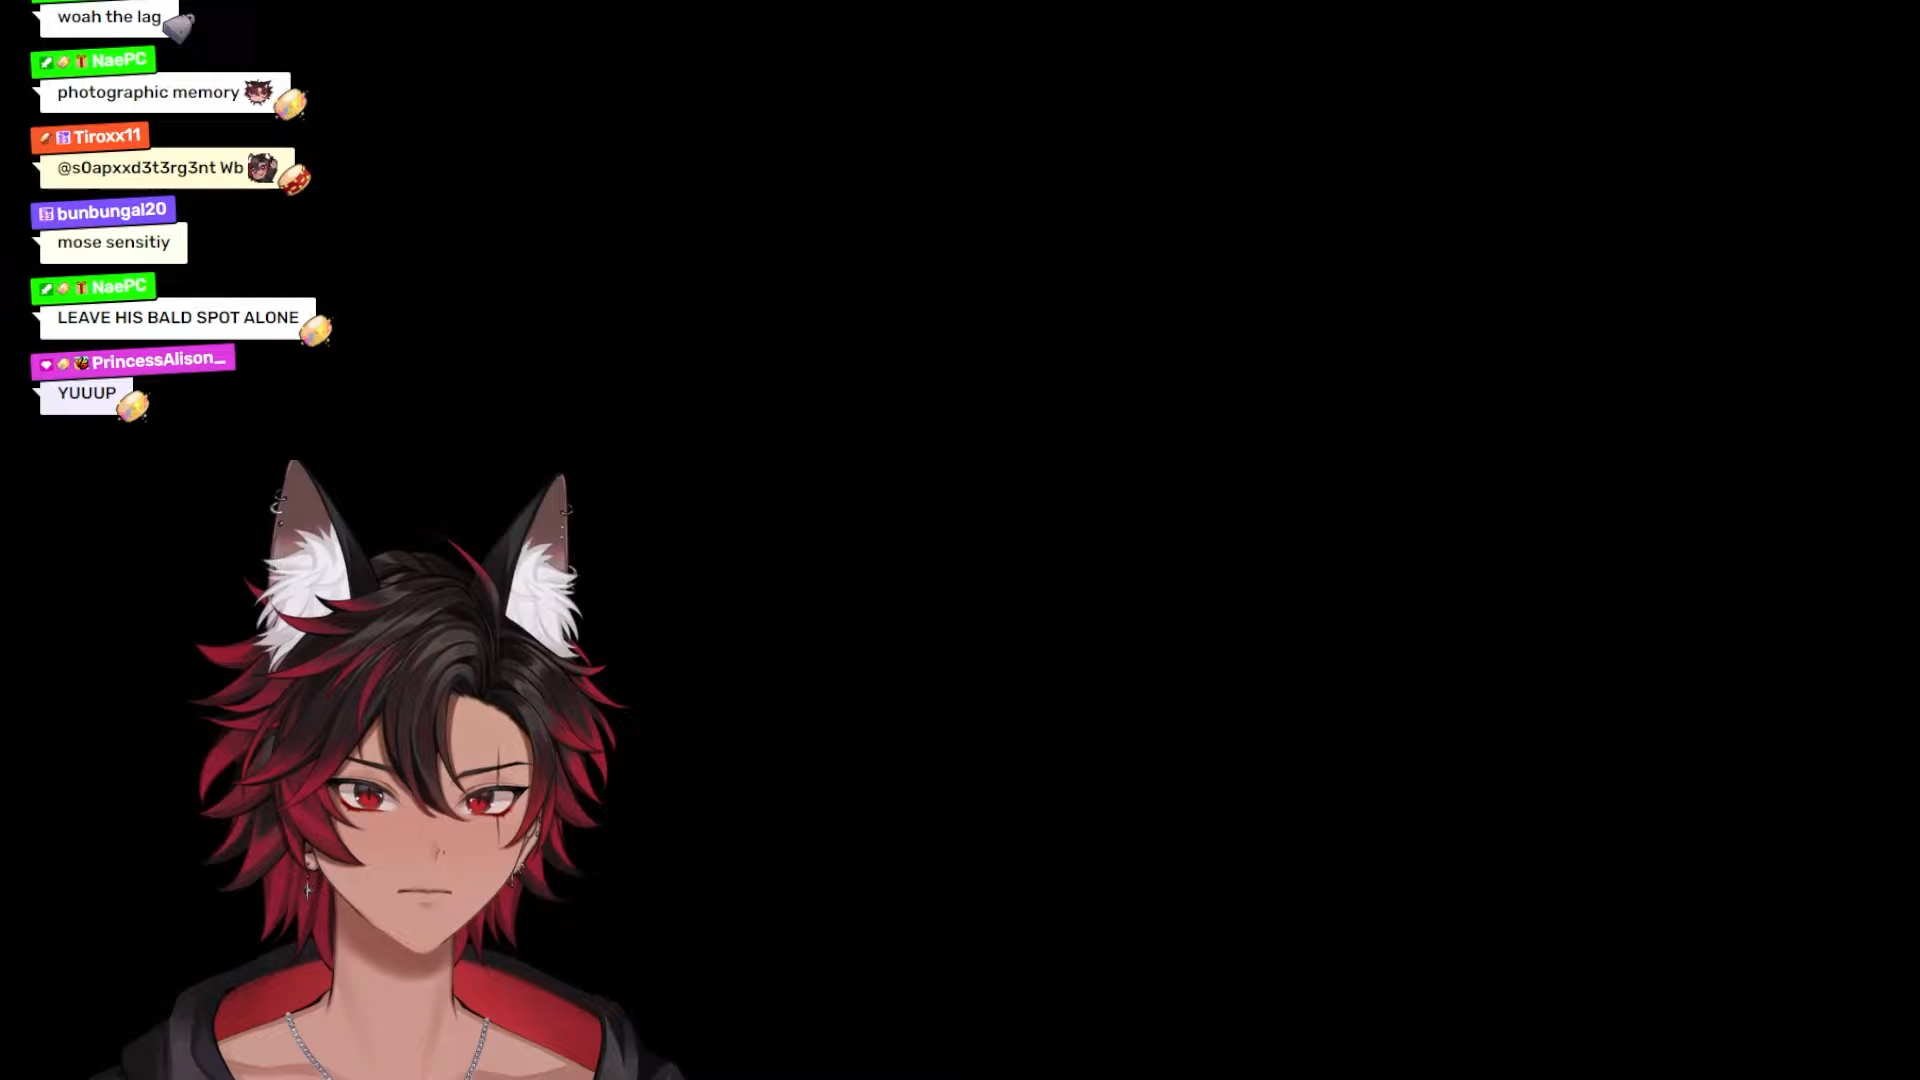 woah the lag
NaePC
photographic memory
Tiroxx11
@s0apxxd3t3rg3nt Wb
bunbungal20
mose sensitiy
NaePC
LEAVE HIS BALD SPOT ALONE
PrincessAlison_
YUUUP